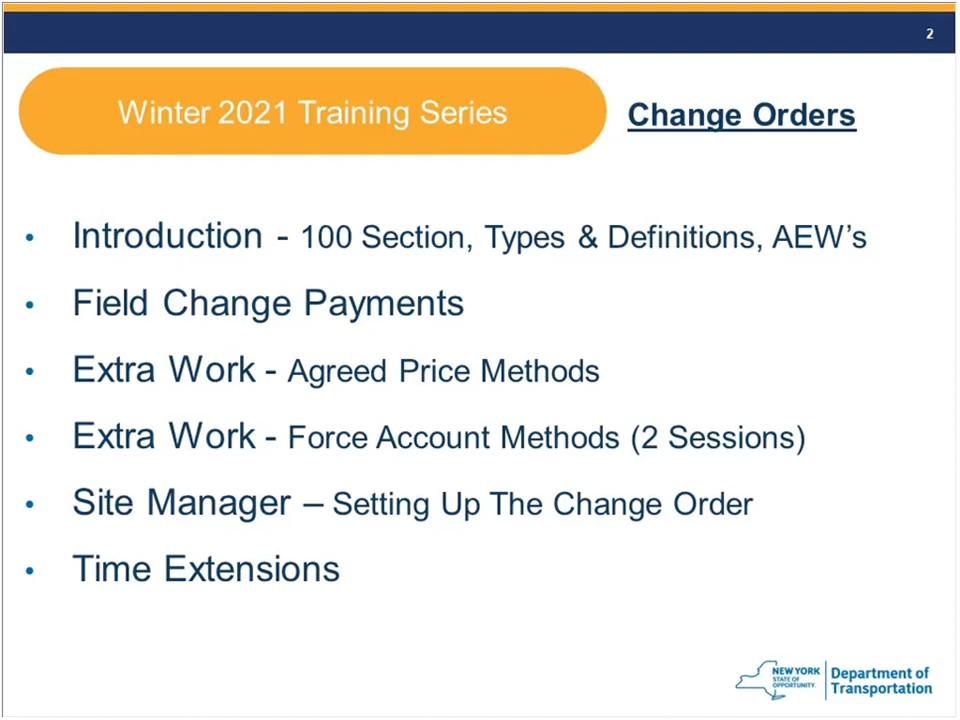 2
Winter 2021 Training Series
Change Orders
• Introduction - 100 Section, Types & Definitions, AEW’s
• Field Change Payments
• Extra Work - Agreed Price Methods
• Extra Work - Force Account Methods (2 Sessions)
• Site Manager – Setting Up The Change Order
• Time Extensions
NEW YORK
STATE OF
OPPORTUNITY.
Department of
Transportation